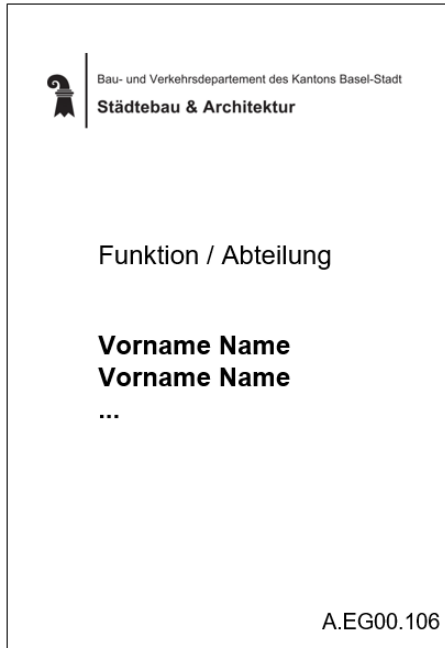 Bau- und Verkehrsdepartement des Kantons Basel-Stadt
Städtebau & Architektur
Funktion / Abteilung
Vorname Name
Vorname Name
...
A.EG00.106